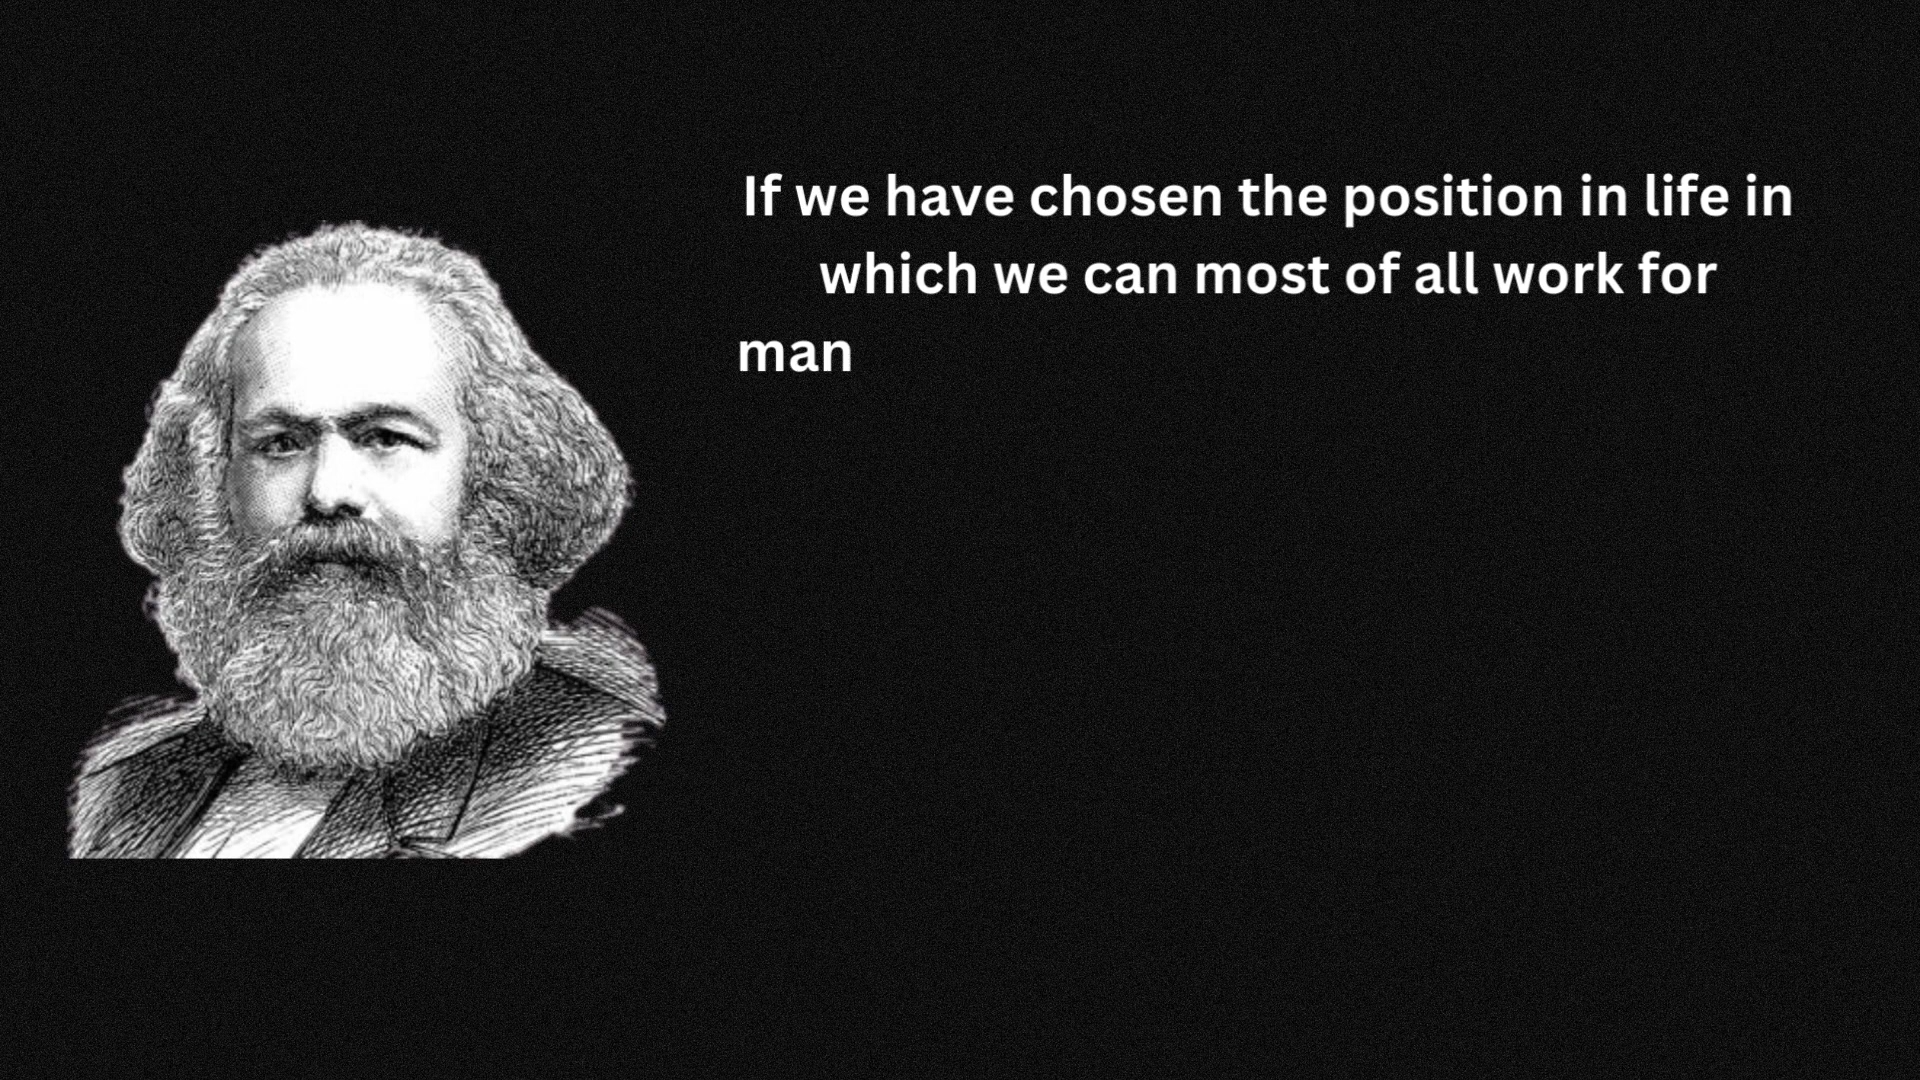 If we have chosen the position in life in
which we can most of all work for
man